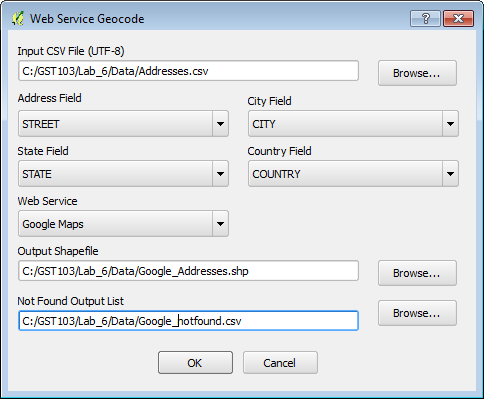 Web Service Geocode
Input CSV File (UTF-8)
C:/GST103/Lab_6/Data/Addresses.csv
Browse...
Address Field
City Field
STREET
CITY
State Field
Country Field
STATE
COUNTRY
Web Service
Google Maps
Output Shapefile
C:/GST103/Lab_6/Data/Google_Addresses.shp
Browse...
Not Found Output List
C:/GST103/Lab_6/Data/Google_notfound.csv
Browse...
OK
Cancel